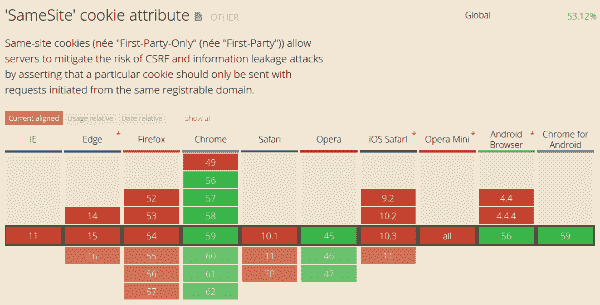 'SameSite' cookie attribute OTHER
Global 53.12%
Same-site cookies (née "First-Party-Only" (née "First-Party")) allow
servers to mitigate the risk of CSRF and information leakage attacks
by asserting that a particular cookie should only be sent with
requests initiated from the same registrable domain.
Current aligned Usage relative Date relative Show all
IE Edge * Firefox Chrome Safari Opera iOS Safari * Opera Mini * Android Browser * Chrome for Android
49
56
52 57 9.2 4.4
14 53 58 10.2 4.4.4
11 15 54 59 10.1 45 10.3 all 56 59
16 55 60 11 46 11
56 61 TP 47
57 62